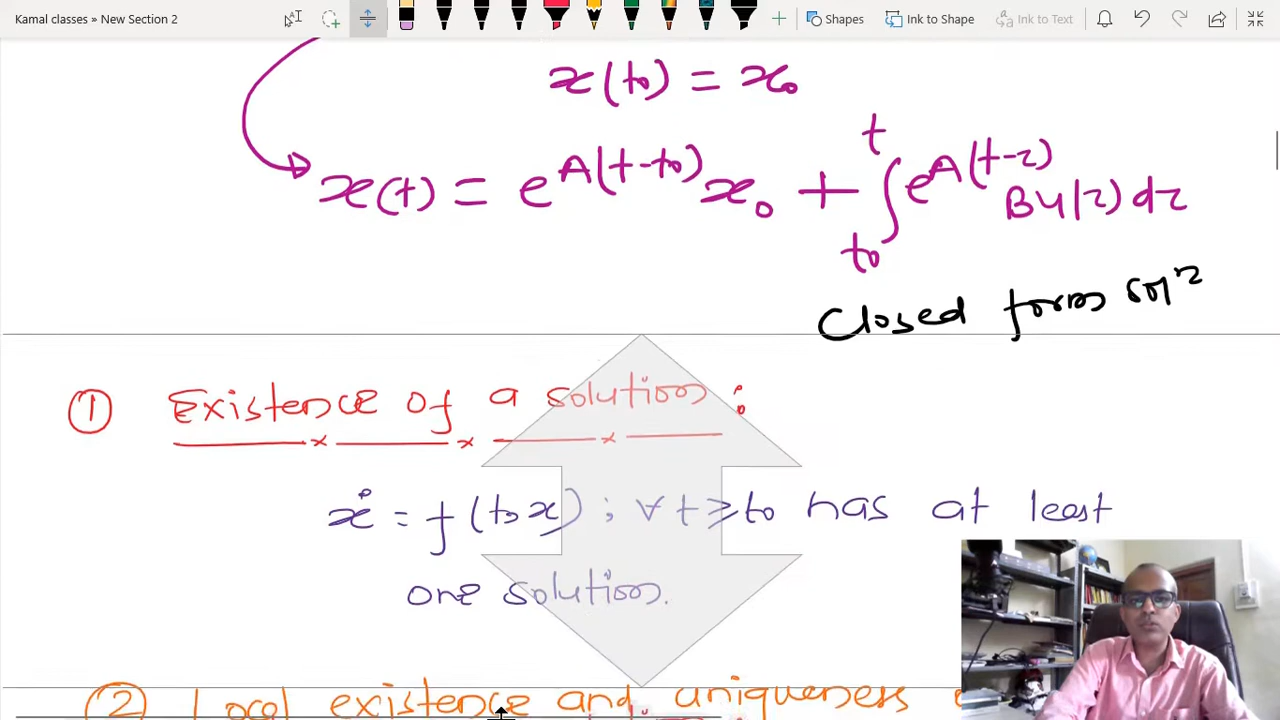 Kamal classes » New Section 2
Shapes
Ink to Shape
Ink to Text
x(t0) = x0
x(t) = e^A(t-t0) x0 + ∫t0^t e^A(t-τ) Bu(τ) dτ
Closed form solⁿ
① Existence of a solution :
ẋ = f(t, x) ; ∀ t ≥ t0 has at least
one solution.
② Local existence and uniqueness